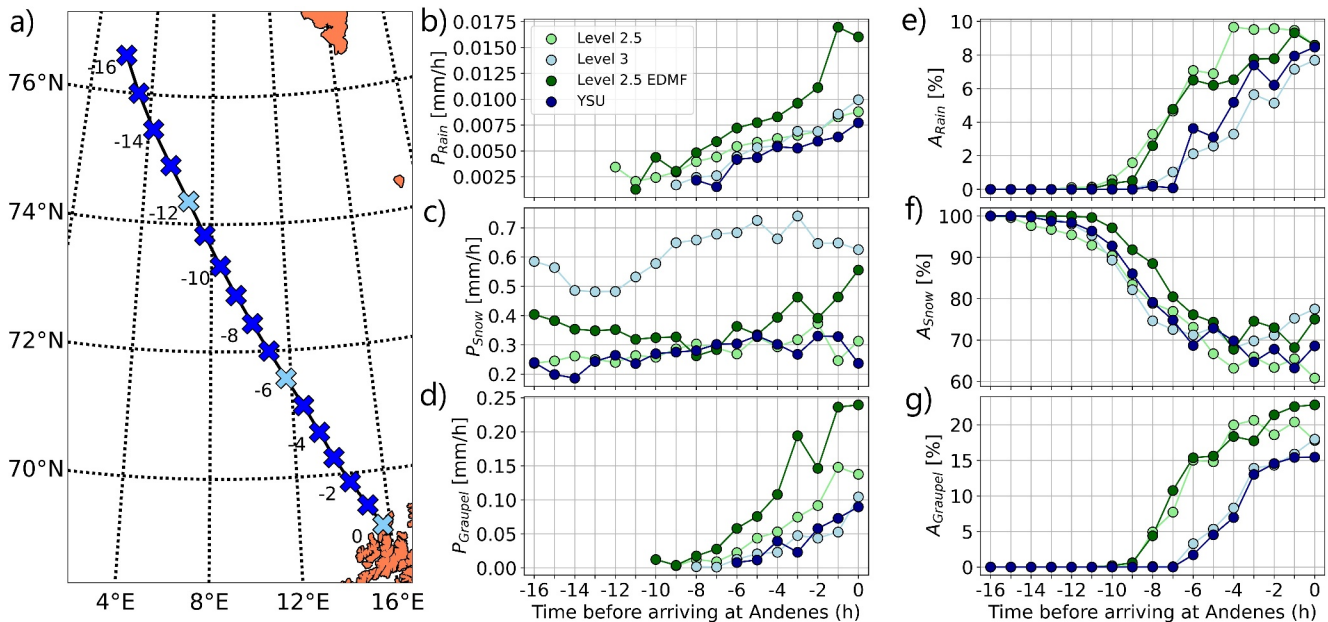 a)
76°N
74°N
72°N
70°N
4°E 8°E 12°E 16°E
-16
-14
-12
-10
-8
-6
-4
-2
0
b)
P_Rain [mm/h]
0.0175
0.0150
0.0125
0.0100
0.0075
0.0050
0.0025
Level 2.5
Level 3
Level 2.5 EDMF
YSU
c)
P_Snow [mm/h]
0.7
0.6
0.5
0.4
0.3
0.2
d)
P_Graupel [mm/h]
0.25
0.20
0.15
0.10
0.05
0.00
-16 -14 -12 -10 -8 -6 -4 -2 0
Time before arriving at Andenes (h)
e)
A_Rain [%]
10
8
6
4
2
0
f)
A_Snow [%]
100
90
80
70
60
g)
A_Graupel [%]
20
15
10
5
0
-16 -14 -12 -10 -8 -6 -4 -2 0
Time before arriving at Andenes (h)